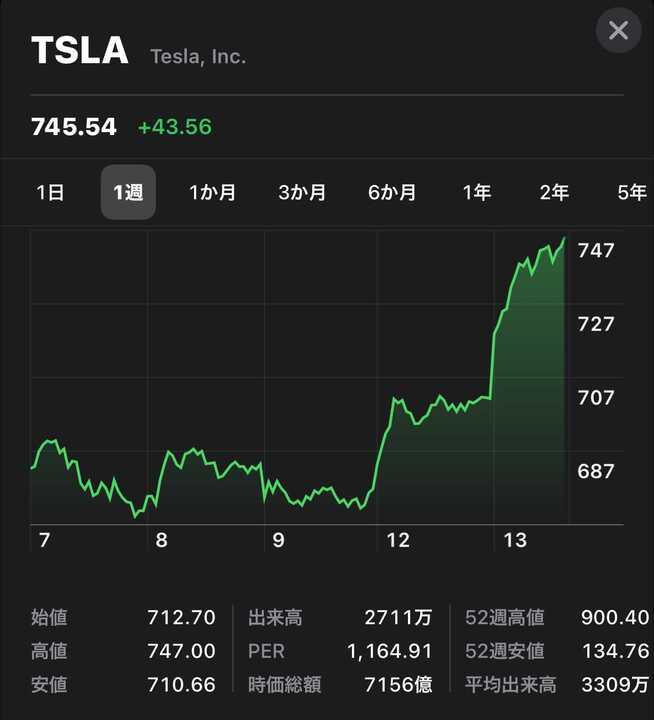 TSLA Tesla, Inc.
745.54 +43.56
1日 1週 1か月 3か月 6か月 1年 2年 5年
747
727
707
687
7 8 9 12 13
始値 712.70 出来高 2711万 52週高値 900.40
高値 747.00 PER 1,164.91 52週安値 134.76
安値 710.66 時価総額 7156億 平均出来高 3309万